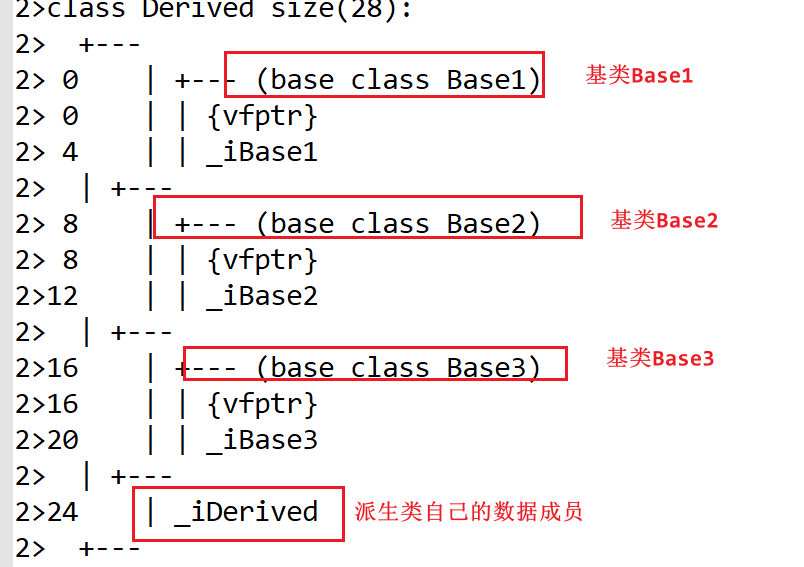 2>class Derived size(28):
2>  +---
2> 0    | +--- (base class Base1) 基类Base1
2> 0    | | {vfptr}
2> 4    | | _iBase1
2>  | +---
2> 8    | +--- (base class Base2) 基类Base2
2> 8    | | {vfptr}
2>12    | | _iBase2
2>  | +---
2>16    | +--- (base class Base3) 基类Base3
2>16    | | {vfptr}
2>20    | | _iBase3
2>  | +---
2>24    | _iDerived 派生类自己的数据成员
2>  +---